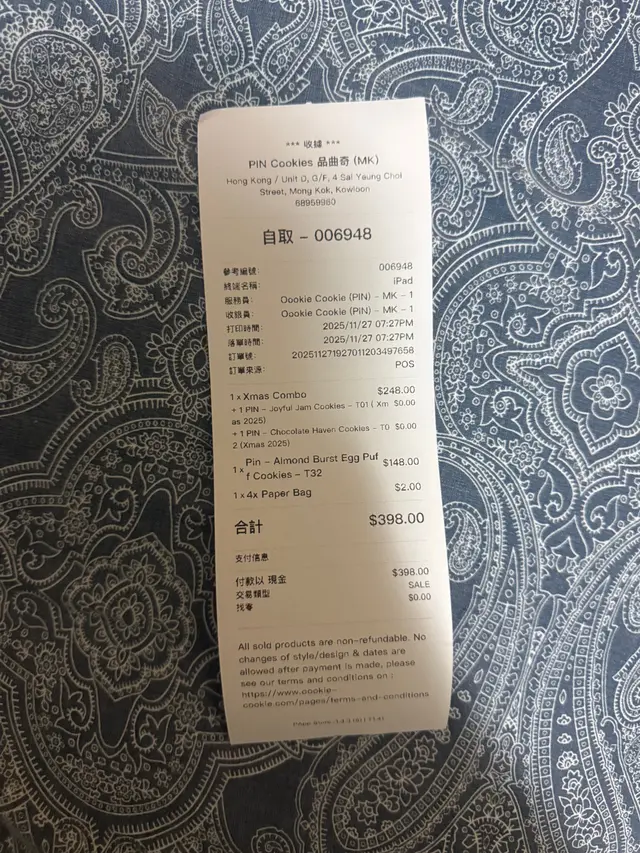 *** 收據 ***
PIN Cookies 品曲奇 (MK)
Hong Kong / Unit D, G/F, 4 Sai Yeung Choi
Street, Mong Kok, Kowloon
68959960
自取 - 006948
參考編號: 006948
終端名稱: iPad
服務員: Oookie Cookie (PIN) - MK - 1
收銀員: Oookie Cookie (PIN) - MK - 1
打印時間: 2025/11/27 07:27PM
落單時間: 2025/11/27 07:27PM
訂單號: 20251127192701120349765​8
訂單來源: POS
1 x Xmas Combo $248.00
+ 1 PIN - Joyful Jam Cookies - T01 ( Xm $0.00
as 2025)
+ 1 PIN - Chocolate Haven Cookies - T0 $0.00
2 (Xmas 2025)
1 x Pin - Almond Burst Egg Puf $148.00
f Cookies - T32
1 x 4x Paper Bag $2.00
合計 $398.00
支付信息
付款以 現金 $398.00
交易類型 SALE
找零 $0.00
All sold products are non-refundable. No
changes of style/design & dates are
allowed after payment is made, please
see our terms and conditions on :
https://www.oookie-
cookie.com/pages/terms-and-conditions